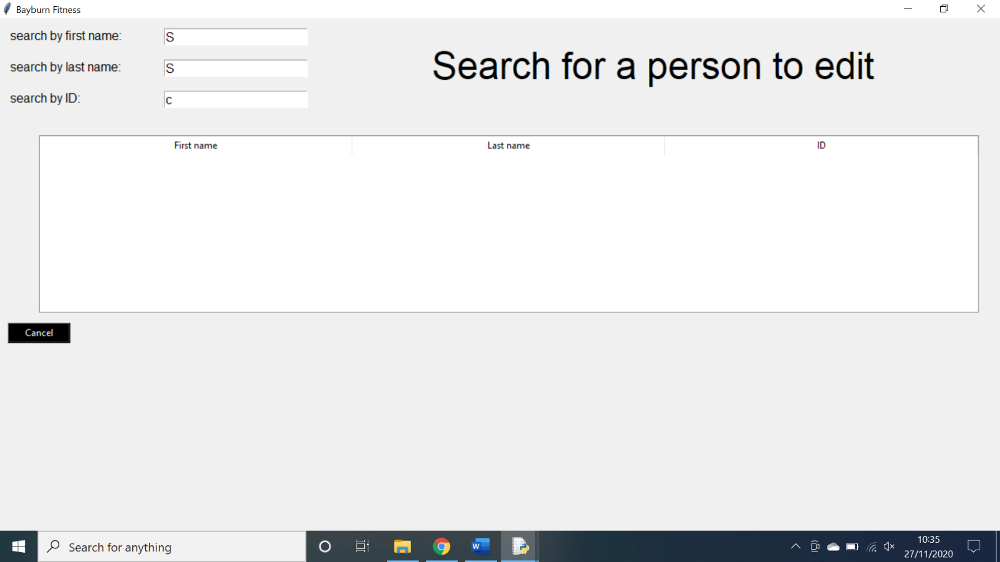 Bayburn Fitness
search by first name: S
search by last name: S
search by ID: c
Search for a person to edit
First name Last name ID
Cancel
Search for anything
W
10:35
27/11/2020